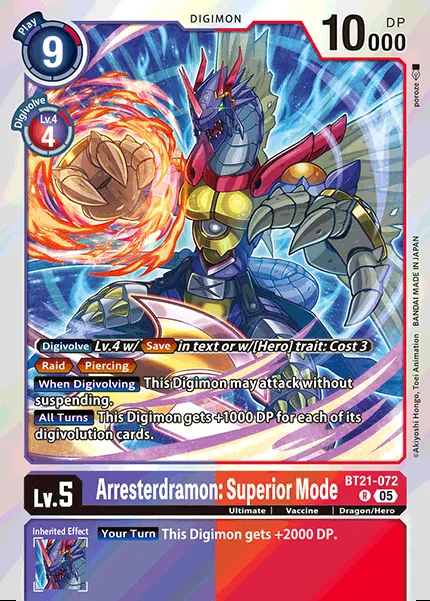 Play
9
DIGIMON
10000
DP
Digivolve
Lv.4
4
poroze
©Akiyoshi Hongo, Toei Animation BANDAI MADE IN JAPAN
Digivolve Lv.4 w/ Save in text or w/[Hero] trait: Cost 3
Raid Piercing
When Digivolving This Digimon may attack without
suspending.
All Turns This Digimon gets +1000 DP for each of its
digivolution cards.
Lv.5
Arresterdramon: Superior Mode
BT21-072
R 05
Ultimate | Vaccine | Dragon/Hero
Inherited Effect
Your Turn This Digimon gets +2000 DP.